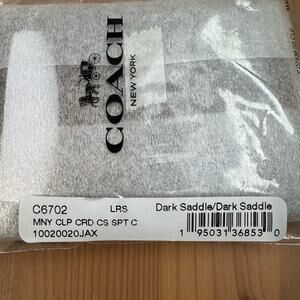 COACH
NEW YORK
C6702 LRS Dark Saddle/Dark Saddle
MNY CLP CRD CS SPT C
10020020JAX
1 95031 36853 0